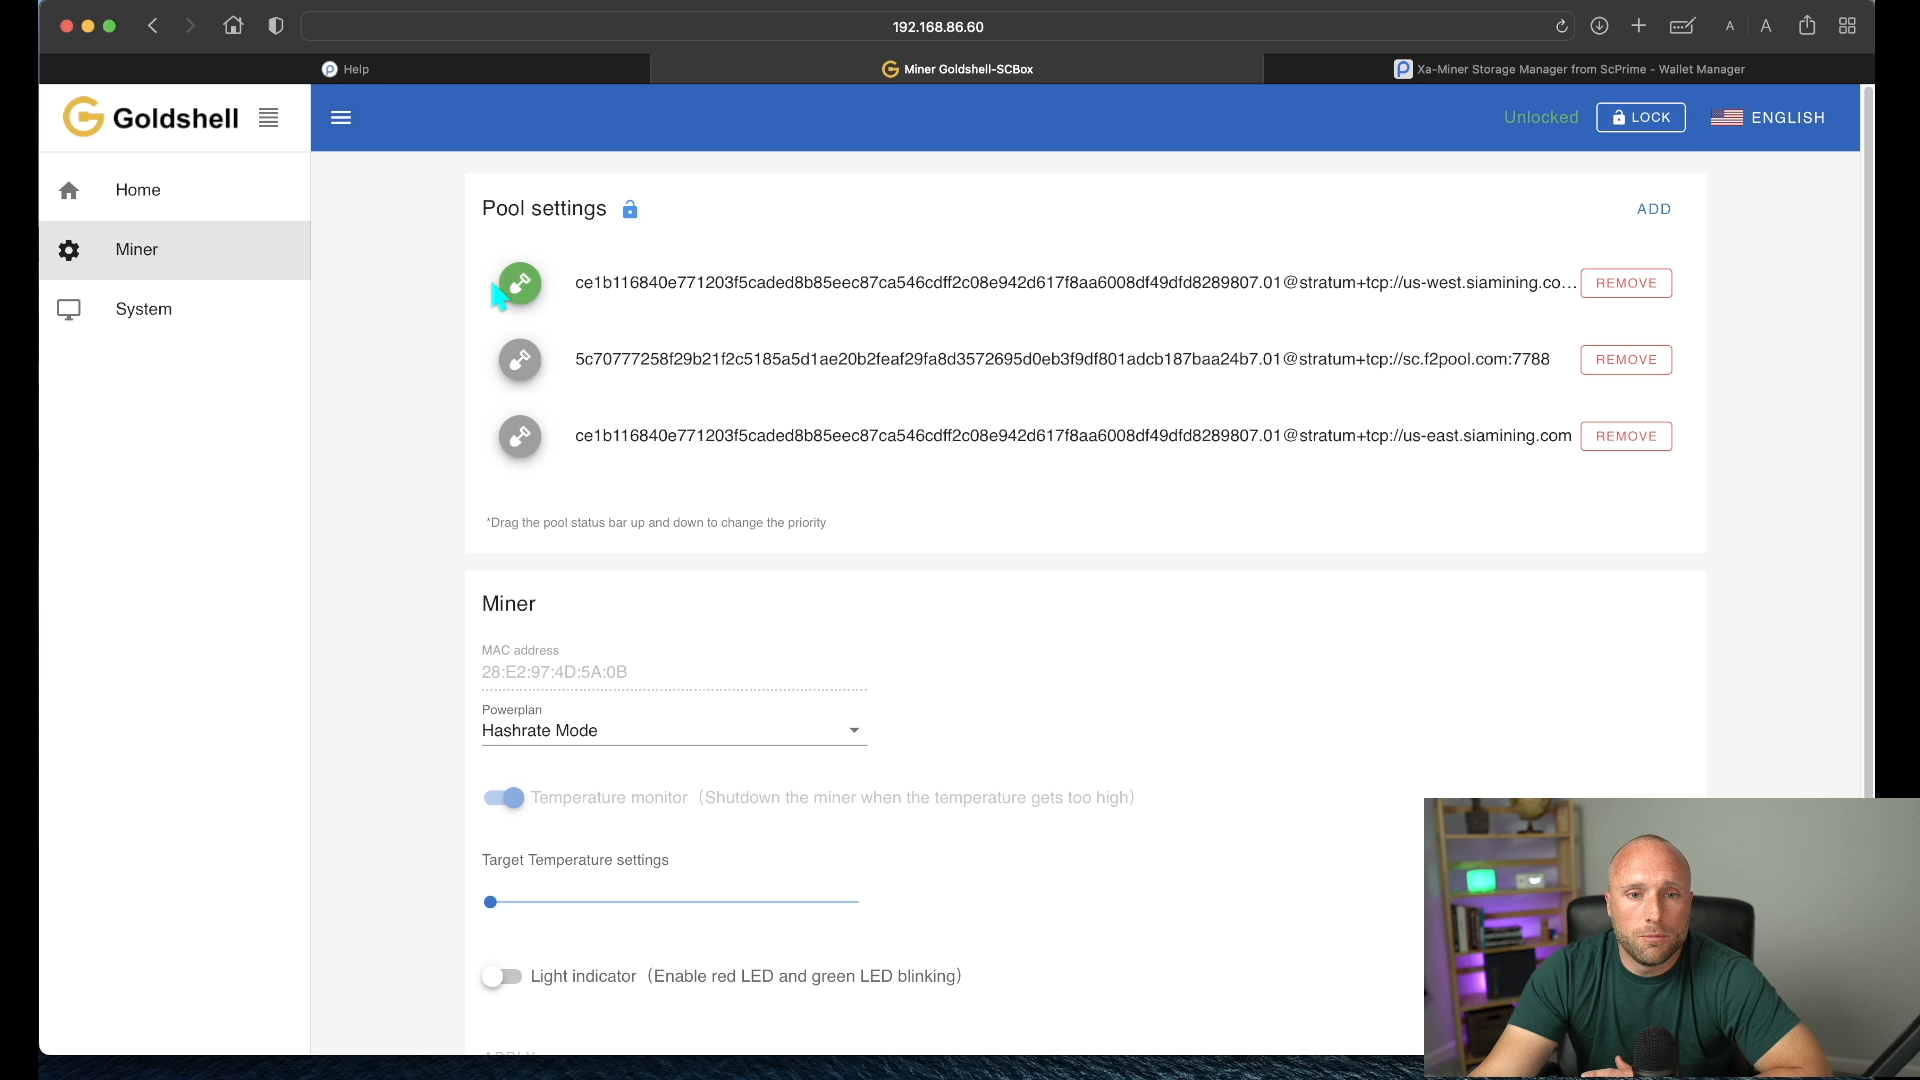 192.168.86.60
A A
Help
Miner Goldshell-SCBox
Xa-Miner Storage Manager from ScPrime - Wallet Manager
Goldshell
Unlocked
LOCK
ENGLISH
Home
Miner
System
Pool settings
ADD
ce1b116840e771203f5caded8b85eec87ca546cdff2c08e942d617f8aa6008df49dfd8289807.01@stratum+tcp://us-west.siamining.co...
REMOVE
5c70777258f29b21f2c5185a5d1ae20b2feaf29fa8d3572695d0eb3f9df801adcb187baa24b7.01@stratum+tcp://sc.f2pool.com:7788
REMOVE
ce1b116840e771203f5caded8b85eec87ca546cdff2c08e942d617f8aa6008df49dfd8289807.01@stratum+tcp://us-east.siamining.com
REMOVE
*Drag the pool status bar up and down to change the priority
Miner
MAC address
28:E2:97:4D:5A:0B
Powerplan
Hashrate Mode
Temperature monitor（Shutdown the miner when the temperature gets too high）
Target Temperature settings
Light indicator（Enable red LED and green LED blinking）
APPLY